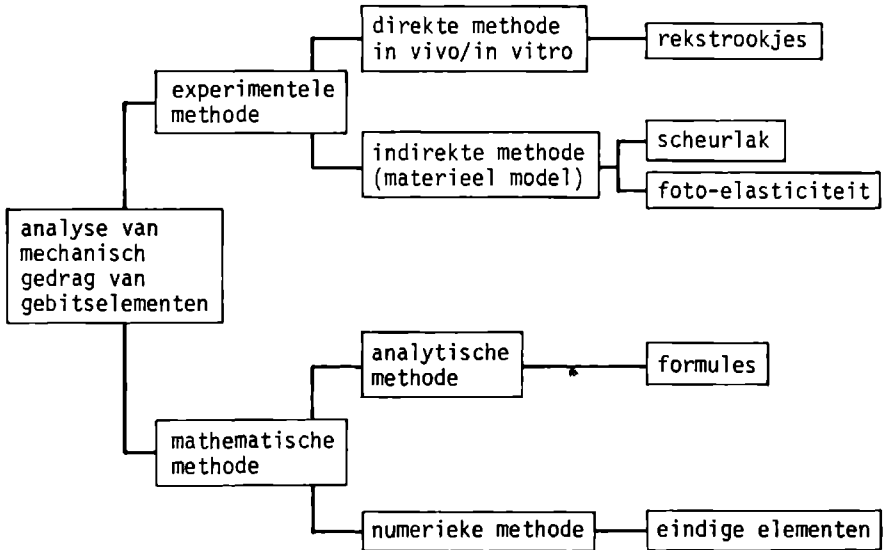 direkte methode
in vivo/in vitro
rekstrookjes
experimentele
methode
indirekte methode
(materieel model)
scheurlak
foto-elasticiteit
analyse van
mechanisch
gedrag van
gebitselementen
analytische
methode
formules
mathematische
methode
numerieke methode
eindige elementen